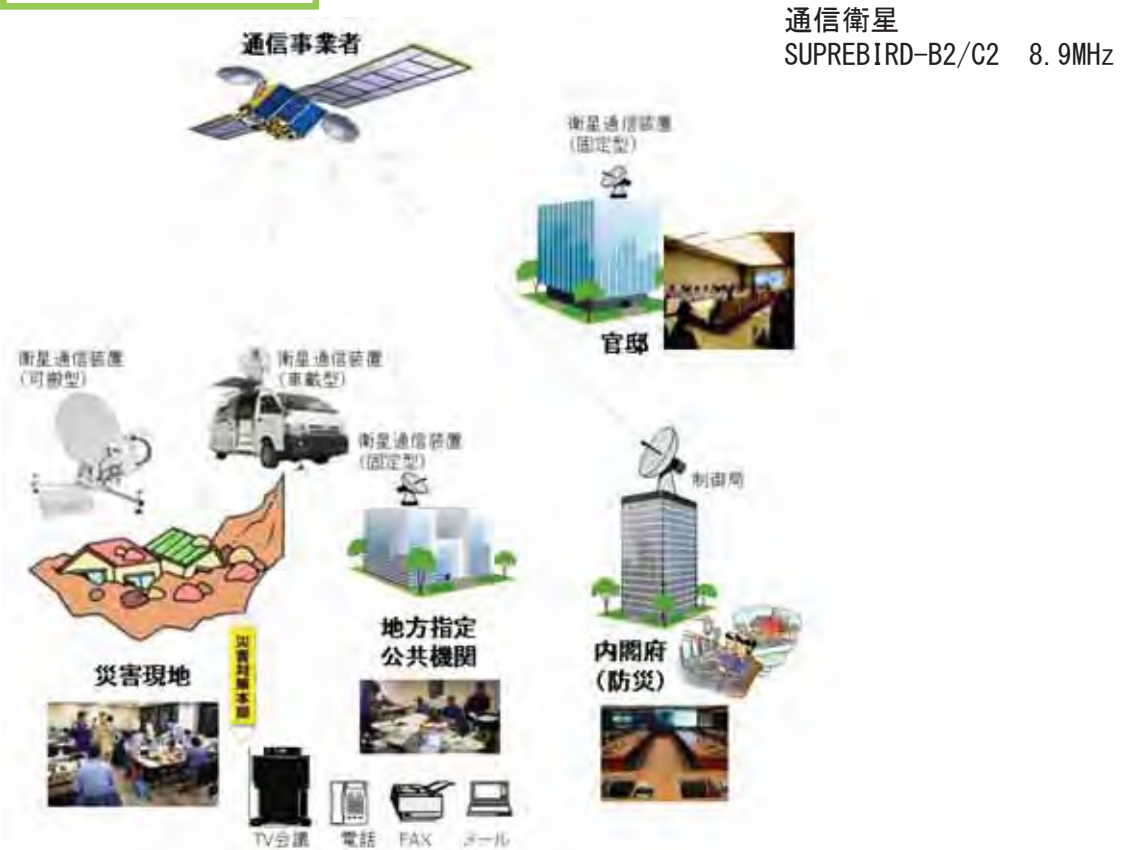 通信衛星
SUPREBIRD-B2/C2 8.9MHz
通信事業者
衛星通信装置
(固定型)
官邸
衛星通信装置
(可搬型)
衛星通信装置
(車載型)
衛星通信装置
(固定型)
制御局
災害現地
災害対策本部
地方指定
公共機関
内閣府
(防災)
TV会議
電話
FAX
メール